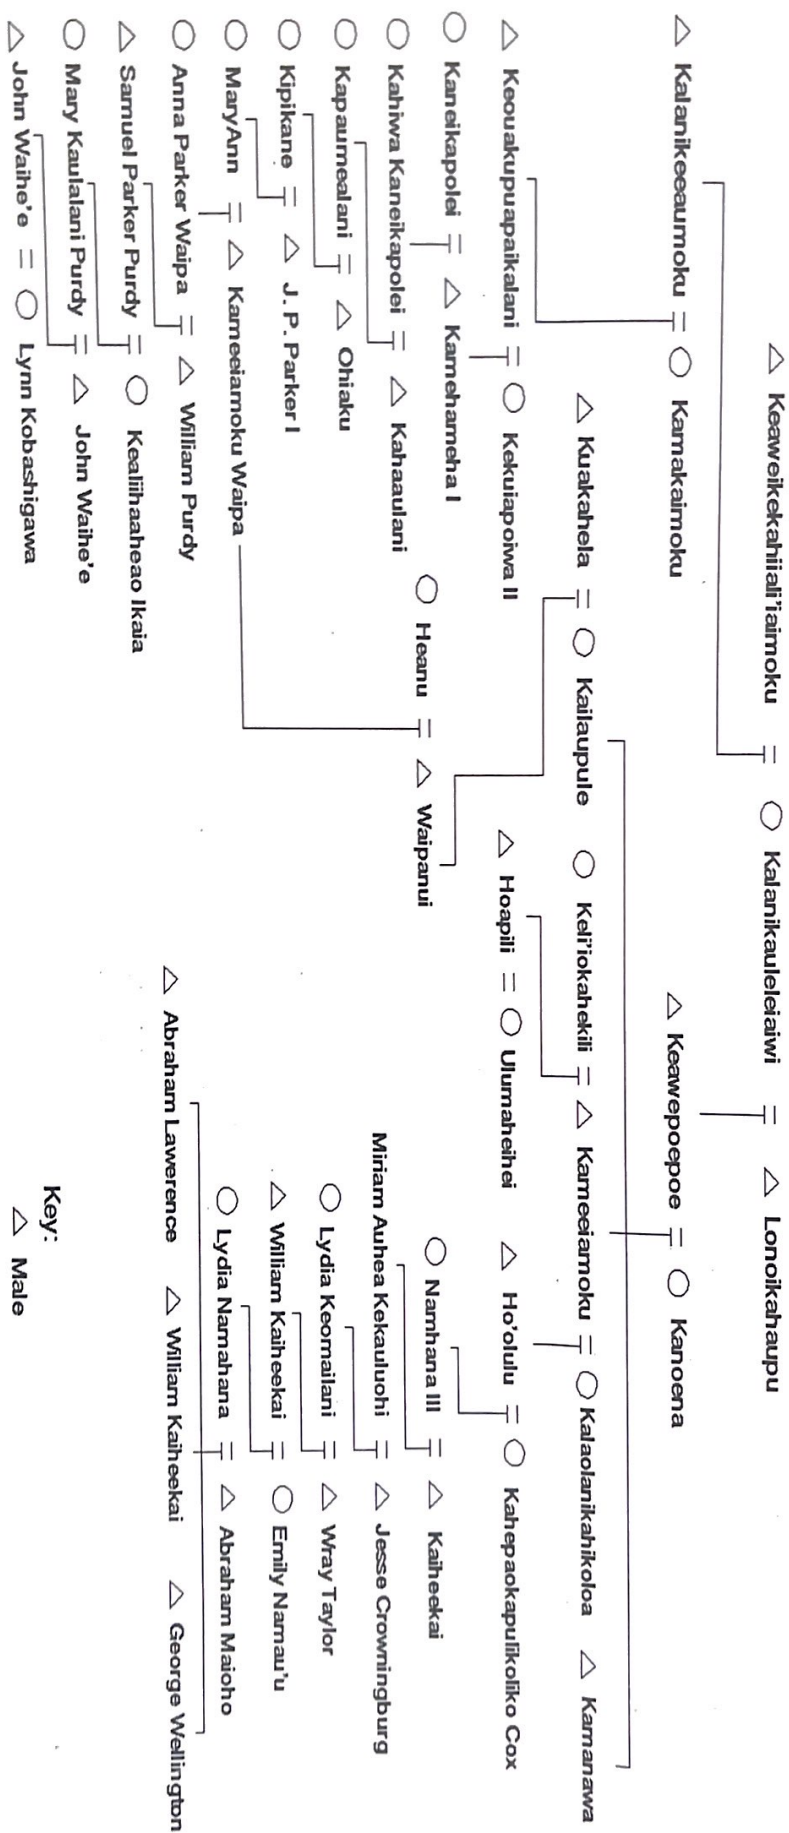 Keaweikekahiiali'iaimoku = Kalanikauleleiaiwi = Lonoikahaupu
Kalanikeeaumoku = Kamakaimoku Keawepoepoe = Kanoena
Kuakahela = Kailaupule Keli'iokahekili = Kameeiamoku = Kalaolanikahikoloa Kamanawa
Keouakupuapaikalani = Kekuiapoiwa II Hoapili = Ulumaheihei Ho'olulu = Kahepaokapulikoliko Cox
Kaneikapolei = Kamehameha I Heanu = Waipanui Namhana III = Kaiheekai
Kahiwa Kaneikapolei = Kahaaulani Miriam Auhea Kekauluohi = Jesse Crowningburg
Kapaumealani = Ohiaku Lydia Keomailani = Wray Taylor
Kipikane = J. P. Parker I William Kaiheekai = Emily Namau'u
MaryAnn = Kameeiamoku Waipa Lydia Namahana = Abraham Maioho
Anna Parker Waipa = William Purdy Abraham Lawerence William Kaiheekai George Wellington
Samuel Parker Purdy = Kealiihaaheao Ikaia
Mary Kaulalani Purdy = John Waihe'e Key:
John Waihe'e = Lynn Kobashigawa Male